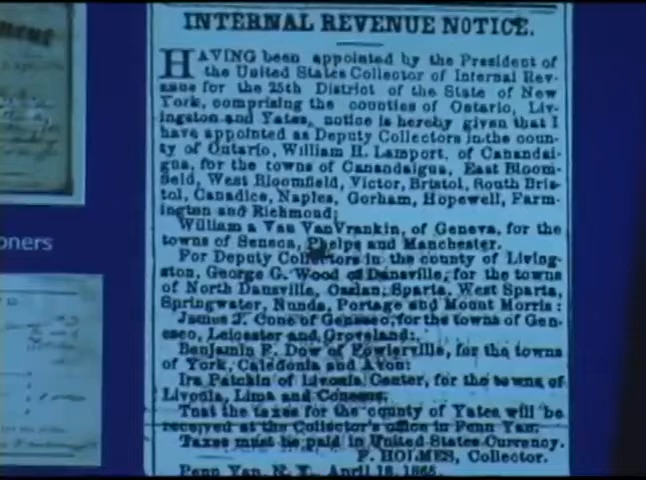 INTERNAL REVENUE NOTICE.
HAVING been appointed by the President of
the United States Collector of Internal Rev-
enue for the 25th District of the State of New
York, comprising the counties of Ontario, Liv-
ingston and Yates, notice is hereby given that I
have appointed as Deputy Collectors in the coun-
ty of Ontario, William H. Lamport, of Canandai-
gua, for the towns of Canandaigua, East Bloom-
field, West Bloomfield, Victor, Bristol, South Bris-
tol, Canadice, Naples, Gorham, Hopewell, Farm-
ington and Richmond;
William a Van VanVrankin, of Geneva, for the
towns of Seneca, Phelps and Manchester.
For Deputy Collectors in the county of Living-
ston, George G. Wood of Dansville, for the towns
of North Dansville, Ossian, Sparta, West Sparta,
Springwater, Nunda, Portage and Mount Morris:
James J. Cone of Geneseo, for the towns of Gen-
eseo, Leicester and Groveland:
Benjamin F. Dow of Fowlerville, for the towns
of York, Caledonia and Avon:
Ira Patchin of Livonia Center, for the towns of
Livonia, Lima and Conesus.
That the taxes for the county of Yates will be
received at the Collector's office in Penn Yan.
Taxes must be paid in United States Currency.
F. HOLMES, Collector.
Penn Yan, N. Y., April 18, 1865.
oners